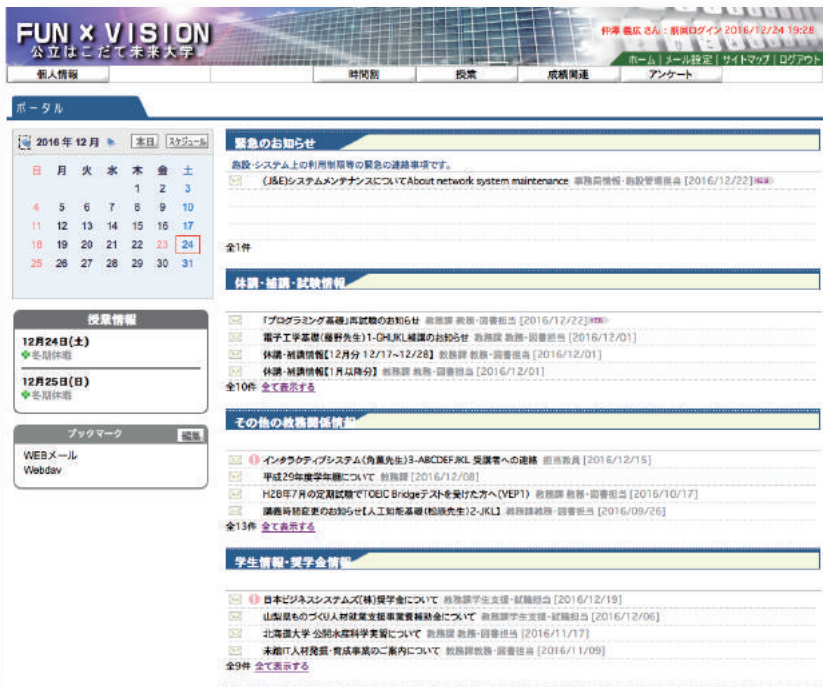 FUN × VISION
公立はこだて未来大学
仲澤 義広 さん：前回ログイン 2016/12/24 19:28
ホーム | メール設定 | サイトマップ | ログアウト
個人情報 時間割 授業 成績関連 アンケート
ポータル
2016年12月 本日 スケジュール
日 月 火 水 木 金 土
1 2 3
4 5 6 7 8 9 10
11 12 13 14 15 16 17
18 19 20 21 22 23 24
25 26 27 28 29 30 31
授業情報
12月24日(土)
冬期休暇
12月25日(日)
冬期休暇
ブックマーク 編集
WEBメール
Webdav
緊急のお知らせ
施設・システム上の利用制限等の緊急の連絡事項です。
(J&E)システムメンテナンスについてAbout network system maintenance 事務局情報・施設管理担当 [2016/12/22]
全1件
休講・補講・試験情報
「プログラミング基礎」再試験のお知らせ 教務課 教務・図書担当 [2016/12/22]
電子工学基礎(藤野先生)1-GHIJKL補講のお知らせ 教務課 教務・図書担当 [2016/12/01]
休講・補講情報【12月分 12/17~12/28】 教務課 教務・図書担当 [2016/12/01]
休講・補講情報【1月以降分】 教務課 教務・図書担当 [2016/12/01]
全10件 全て表示する
その他の教務関係情報
インタラクティブシステム(角薫先生)3-ABCDEFJKL 受講者への連絡 担当教員 [2016/12/15]
平成29年度学年暦について 教務課 [2016/12/08]
H28年7月の定期試験でTOEIC Bridgeテストを受けた方へ(VEP1) 教務課 教務・図書担当 [2016/10/17]
講義時間変更のお知らせ【人工知能基礎(松原先生)2-JKL】 教務課教務・図書担当 [2016/09/26]
全13件 全て表示する
学生情報・奨学金情報
日本ビジネスシステムズ(株)奨学金について 教務課学生支援・就職担当 [2016/12/19]
山梨県ものづくり人材就業支援事業費補助金について 教務課学生支援・就職担当 [2016/12/06]
北海道大学 公開水産科学実習について 教務課 教務・図書担当 [2016/11/17]
未踏IT人材発掘・育成事業のご案内について 教務課教務・図書担当 [2016/11/09]
全9件 全て表示する